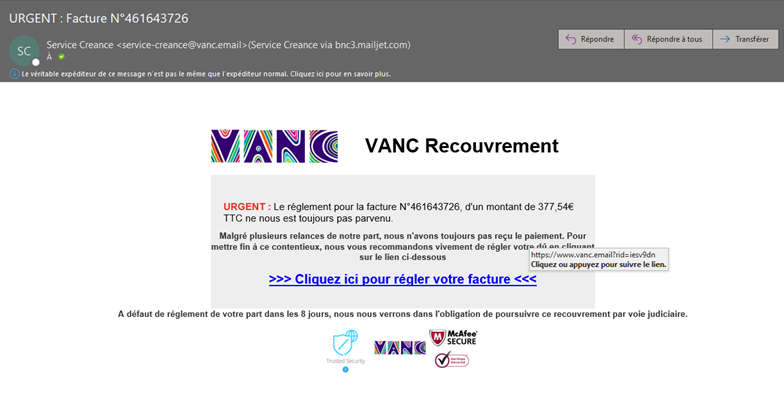 URGENT : Facture N°461643726
SC
Service Creance <service-creance@vanc.email>(Service Creance via bnc3.mailjet.com)
À
Répondre
Répondre à tous
Transférer
Le véritable expéditeur de ce message n'est pas le même que l'expéditeur normal. Cliquez ici pour en savoir plus.
VANC
VANC Recouvrement
URGENT : Le réglement pour la facture N°461643726, d'un montant de 377,54€
TTC ne nous est toujours pas parvenu.
Malgré plusieurs relances de notre part, nous n'avons toujours pas reçu le paiement. Pour
mettre fin à ce contentieux, nous vous recommandons vivement de régler votre dû en cliquant
sur le lien ci-dessous
https://www.vanc.email?rid=iesv9dn
Cliquez ou appuyez pour suivre le lien.
>>> Cliquez ici pour régler votre facture <<<
A défaut de réglement de votre part dans les 8 jours, nous nous verrons dans l'obligation de poursuivre ce recouvrement par voie judiciaire.
Trusted Security
VANC
McAfee
SECURE